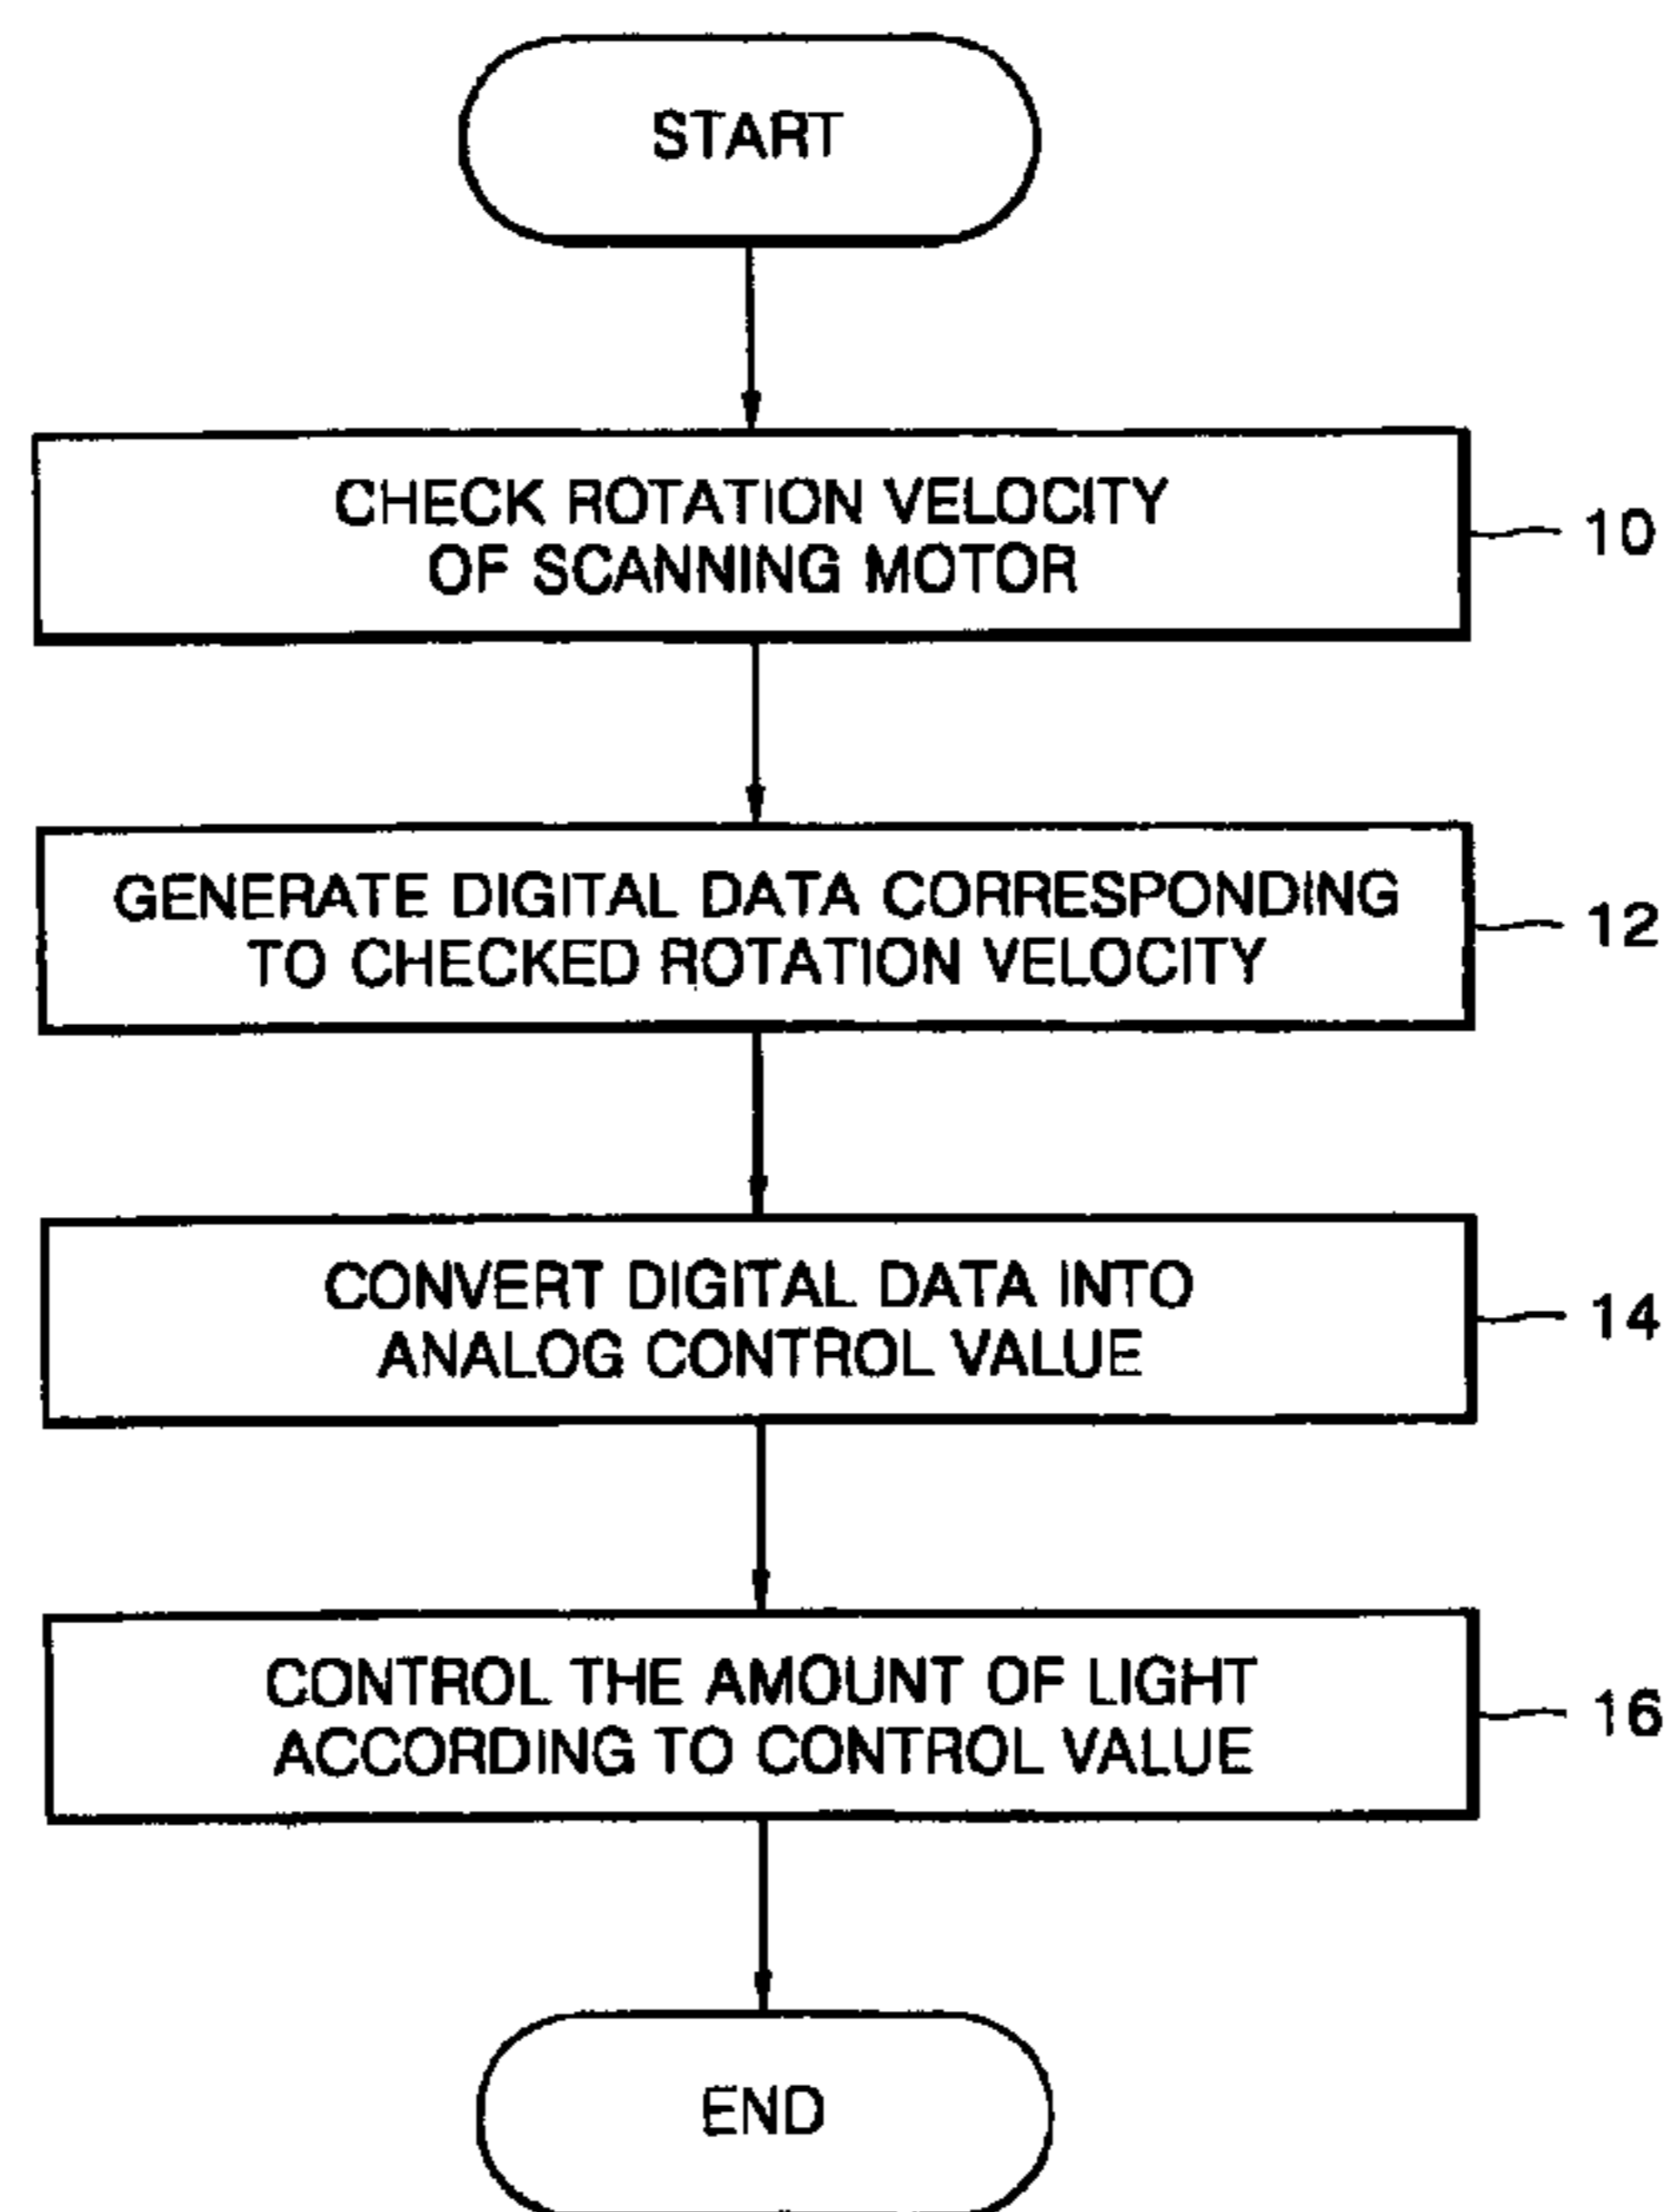 START
CHECK ROTATION VELOCITY
OF SCANNING MOTOR
10
GENERATE DIGITAL DATA CORRESPONDING
TO CHECKED ROTATION VELOCITY
12
CONVERT DIGITAL DATA INTO
ANALOG CONTROL VALUE
14
CONTROL THE AMOUNT OF LIGHT
ACCORDING TO CONTROL VALUE
16
END